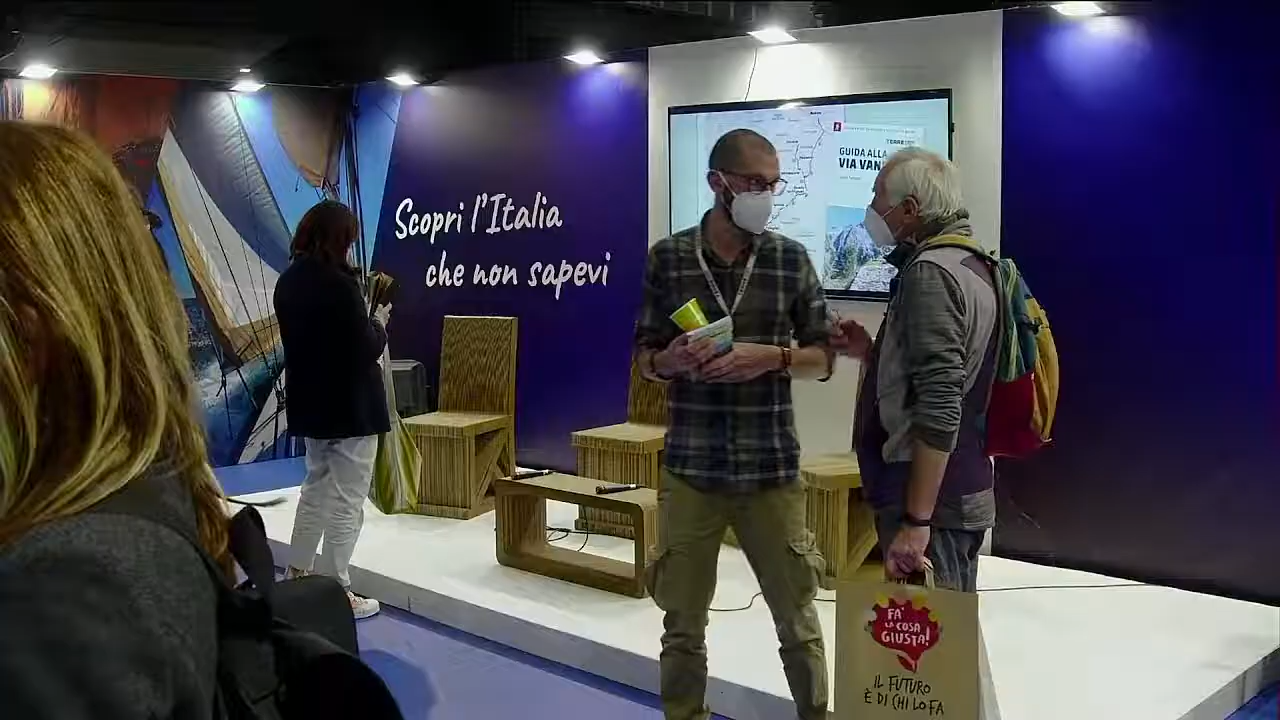 Scopri l'Italia
che non sapevi
TERRE
GUIDA ALLA
VIA VAN
FA'
LA COSA
GIUSTA!
IL FUTURO
È DI CHI LO FA